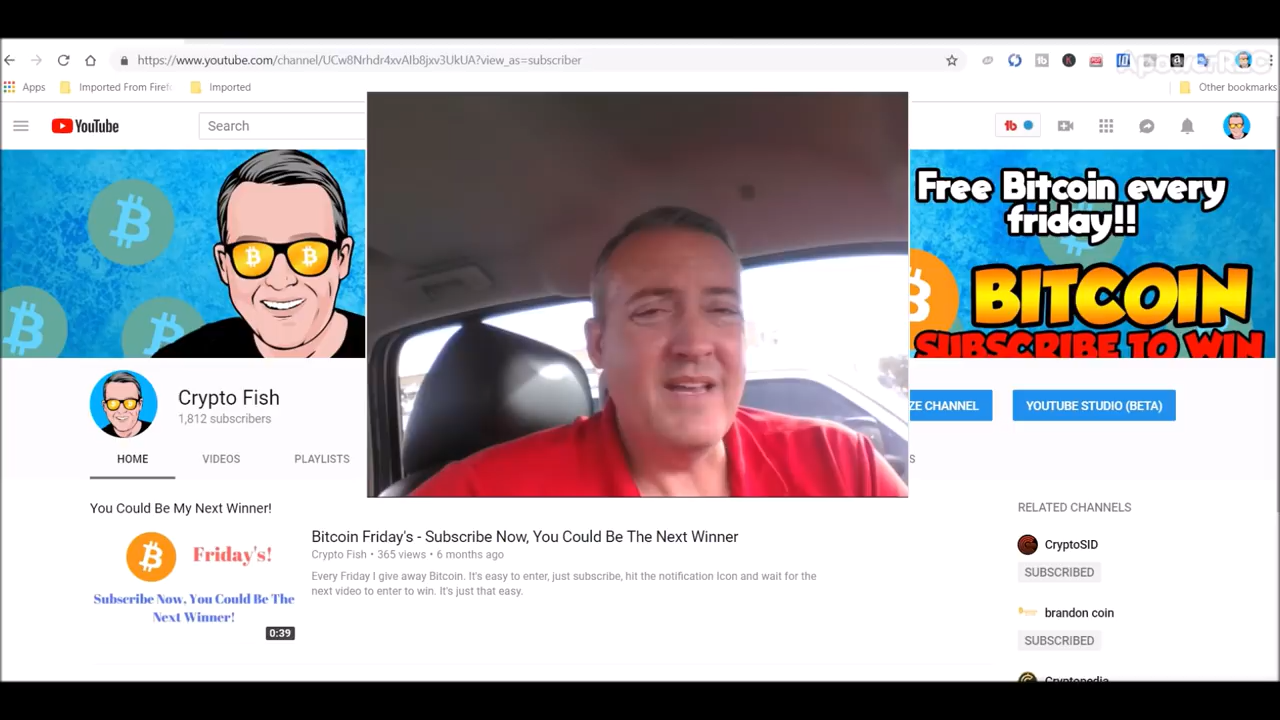 https://www.youtube.com/channel/UCw8Nrhdr4xvAIb8jxv3UkUA?view_as=subscriber
ApowerREC
Apps
Imported From Firef
Imported
Other bookmarks
YouTube
Search
tb
Free Bitcoin every
friday!!
BITCOIN
SUBSCRIBE TO WIN
Crypto Fish
1,812 subscribers
ZE CHANNEL
YOUTUBE STUDIO (BETA)
HOME
VIDEOS
PLAYLISTS
S
You Could Be My Next Winner!
Friday's!
Subscribe Now, You Could Be The
Next Winner!
0:39
Bitcoin Friday's - Subscribe Now, You Could Be The Next Winner
Crypto Fish • 365 views • 6 months ago
Every Friday I give away Bitcoin. It's easy to enter, just subscribe, hit the notification Icon and wait for the
next video to enter to win. It's just that easy.
RELATED CHANNELS
CryptoSID
SUBSCRIBED
brandon coin
SUBSCRIBED
Cryptopedia